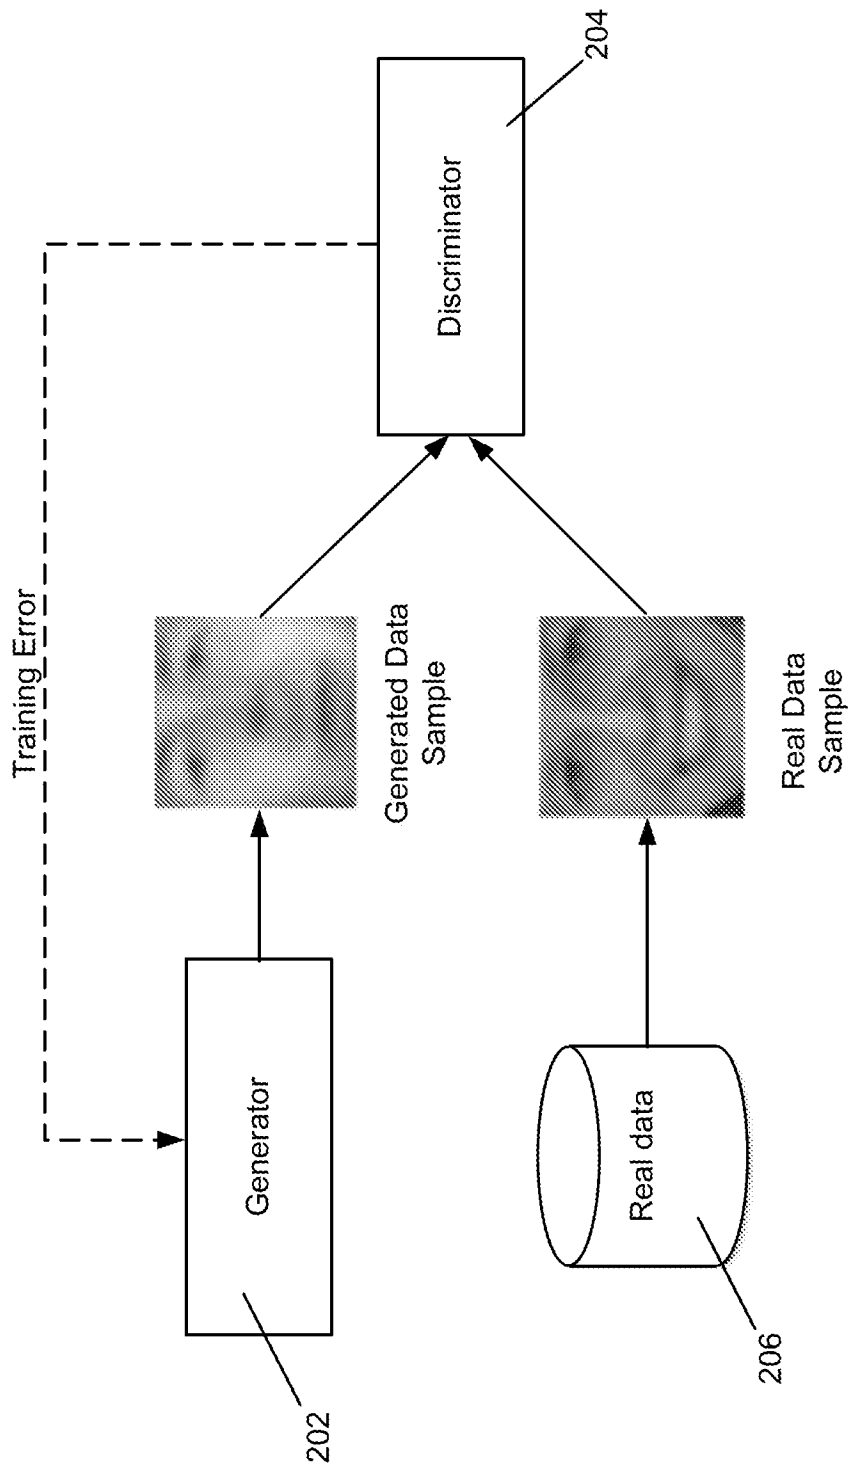 Training Error
Generator
202
Generated Data
Sample
Discriminator
204
Real data
206
Real Data
Sample